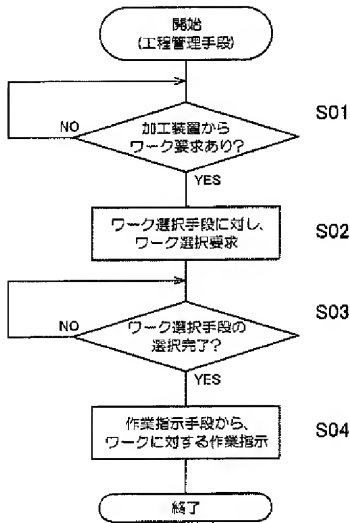 開始
(工程管理手段)
加工装置から
ワーク要求あり?
S01
NO
YES
ワーク選択手段に対し、
ワーク選択要求
S02
ワーク選択手段の
選択完了?
S03
NO
YES
作業指示手段から、
ワークに対する作業指示
S04
終了